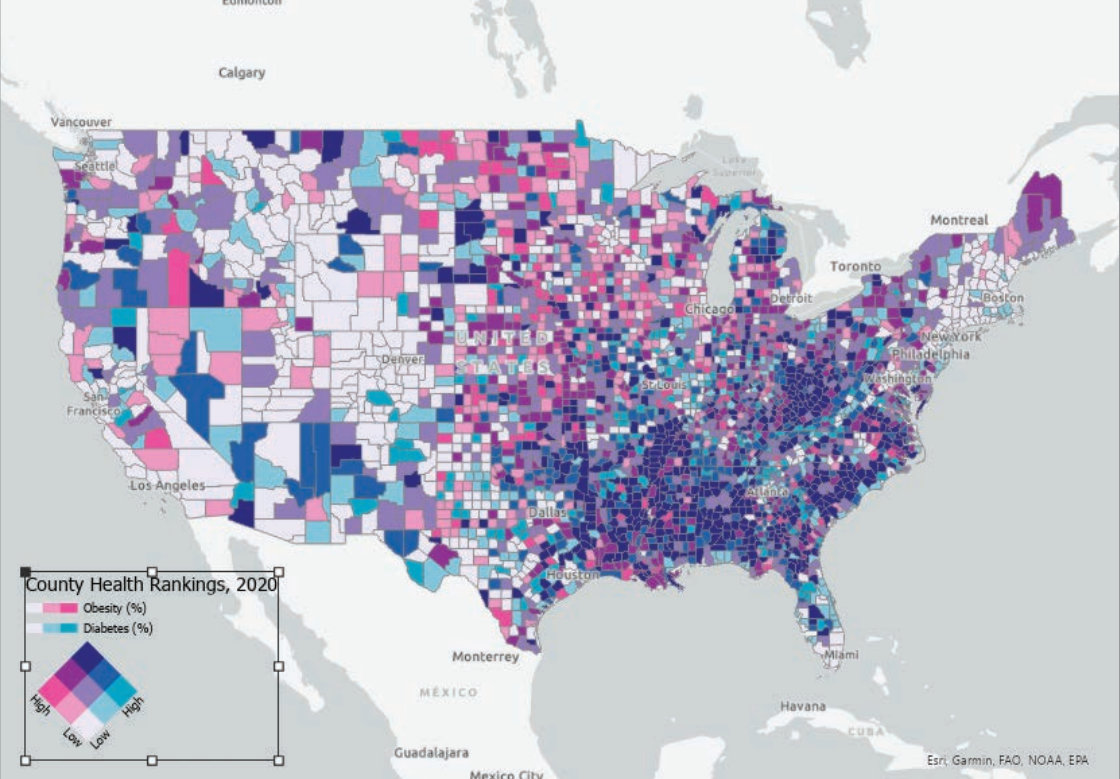 Edmonton
Calgary
Vancouver
Seattle
Lake
Superior
Montreal
Toronto
Boston
Chicago
Detroit
New York
Philadelphia
UNITED
STATES
Denver
St Louis
Washington
San
Francisco
Los Angeles
Atlanta
Dallas
Houston
County Health Rankings, 2020
Obesity (%)
Diabetes (%)
High
High
Low
Low
Monterrey
Miami
MÉXICO
Havana
CUBA
Guadalajara
Mexico City
Esri, Garmin, FAO, NOAA, EPA